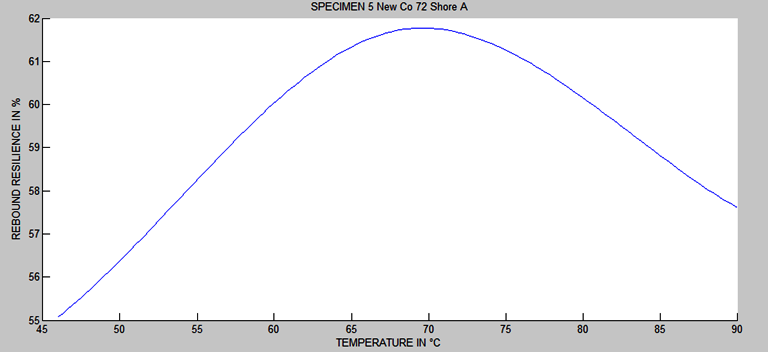 SPECIMEN 5 New Co 72 Shore A
62
61
60
59
58
57
56
55
REBOUND RESILIENCE IN %
45 50 55 60 65 70 75 80 85 90
TEMPERATURE IN °C